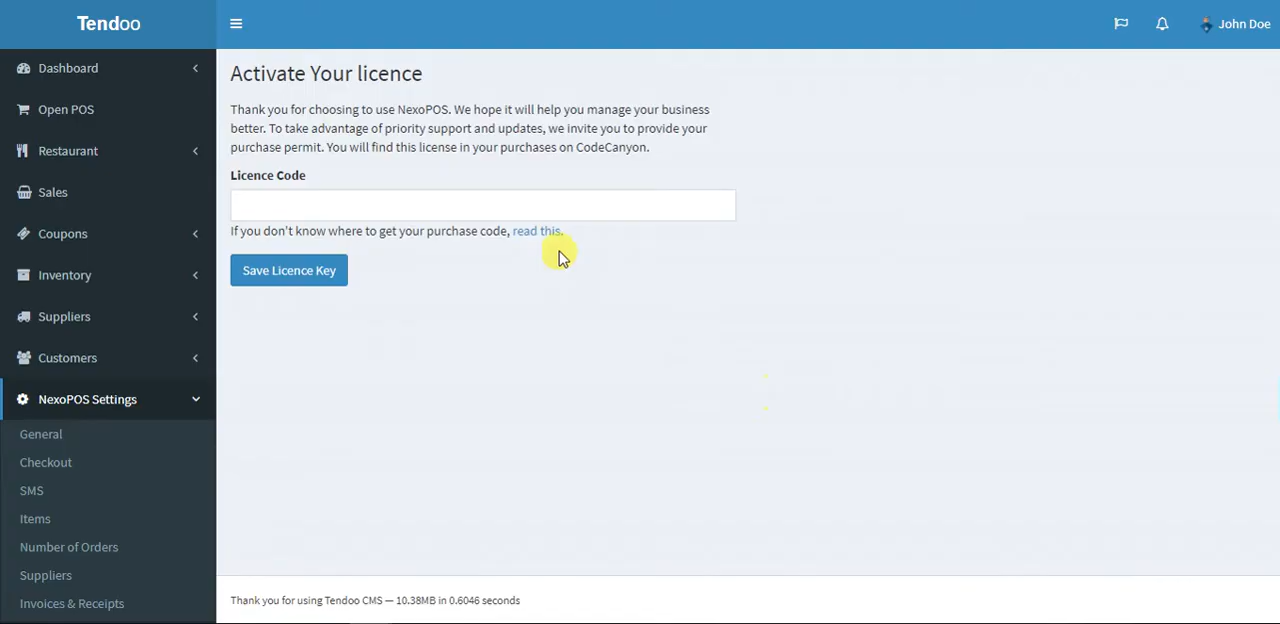 Tendoo
John Doe
Dashboard
Open POS
Restaurant
Sales
Coupons
Inventory
Suppliers
Customers
NexoPOS Settings
General
Checkout
SMS
Items
Number of Orders
Suppliers
Invoices & Receipts
Activate Your licence
Thank you for choosing to use NexoPOS. We hope it will help you manage your business
better. To take advantage of priority support and updates, we invite you to provide your
purchase permit. You will find this license in your purchases on CodeCanyon.
Licence Code
If you don't know where to get your purchase code, read this.
Save Licence Key
Thank you for using Tendoo CMS — 10.38MB in 0.6046 seconds